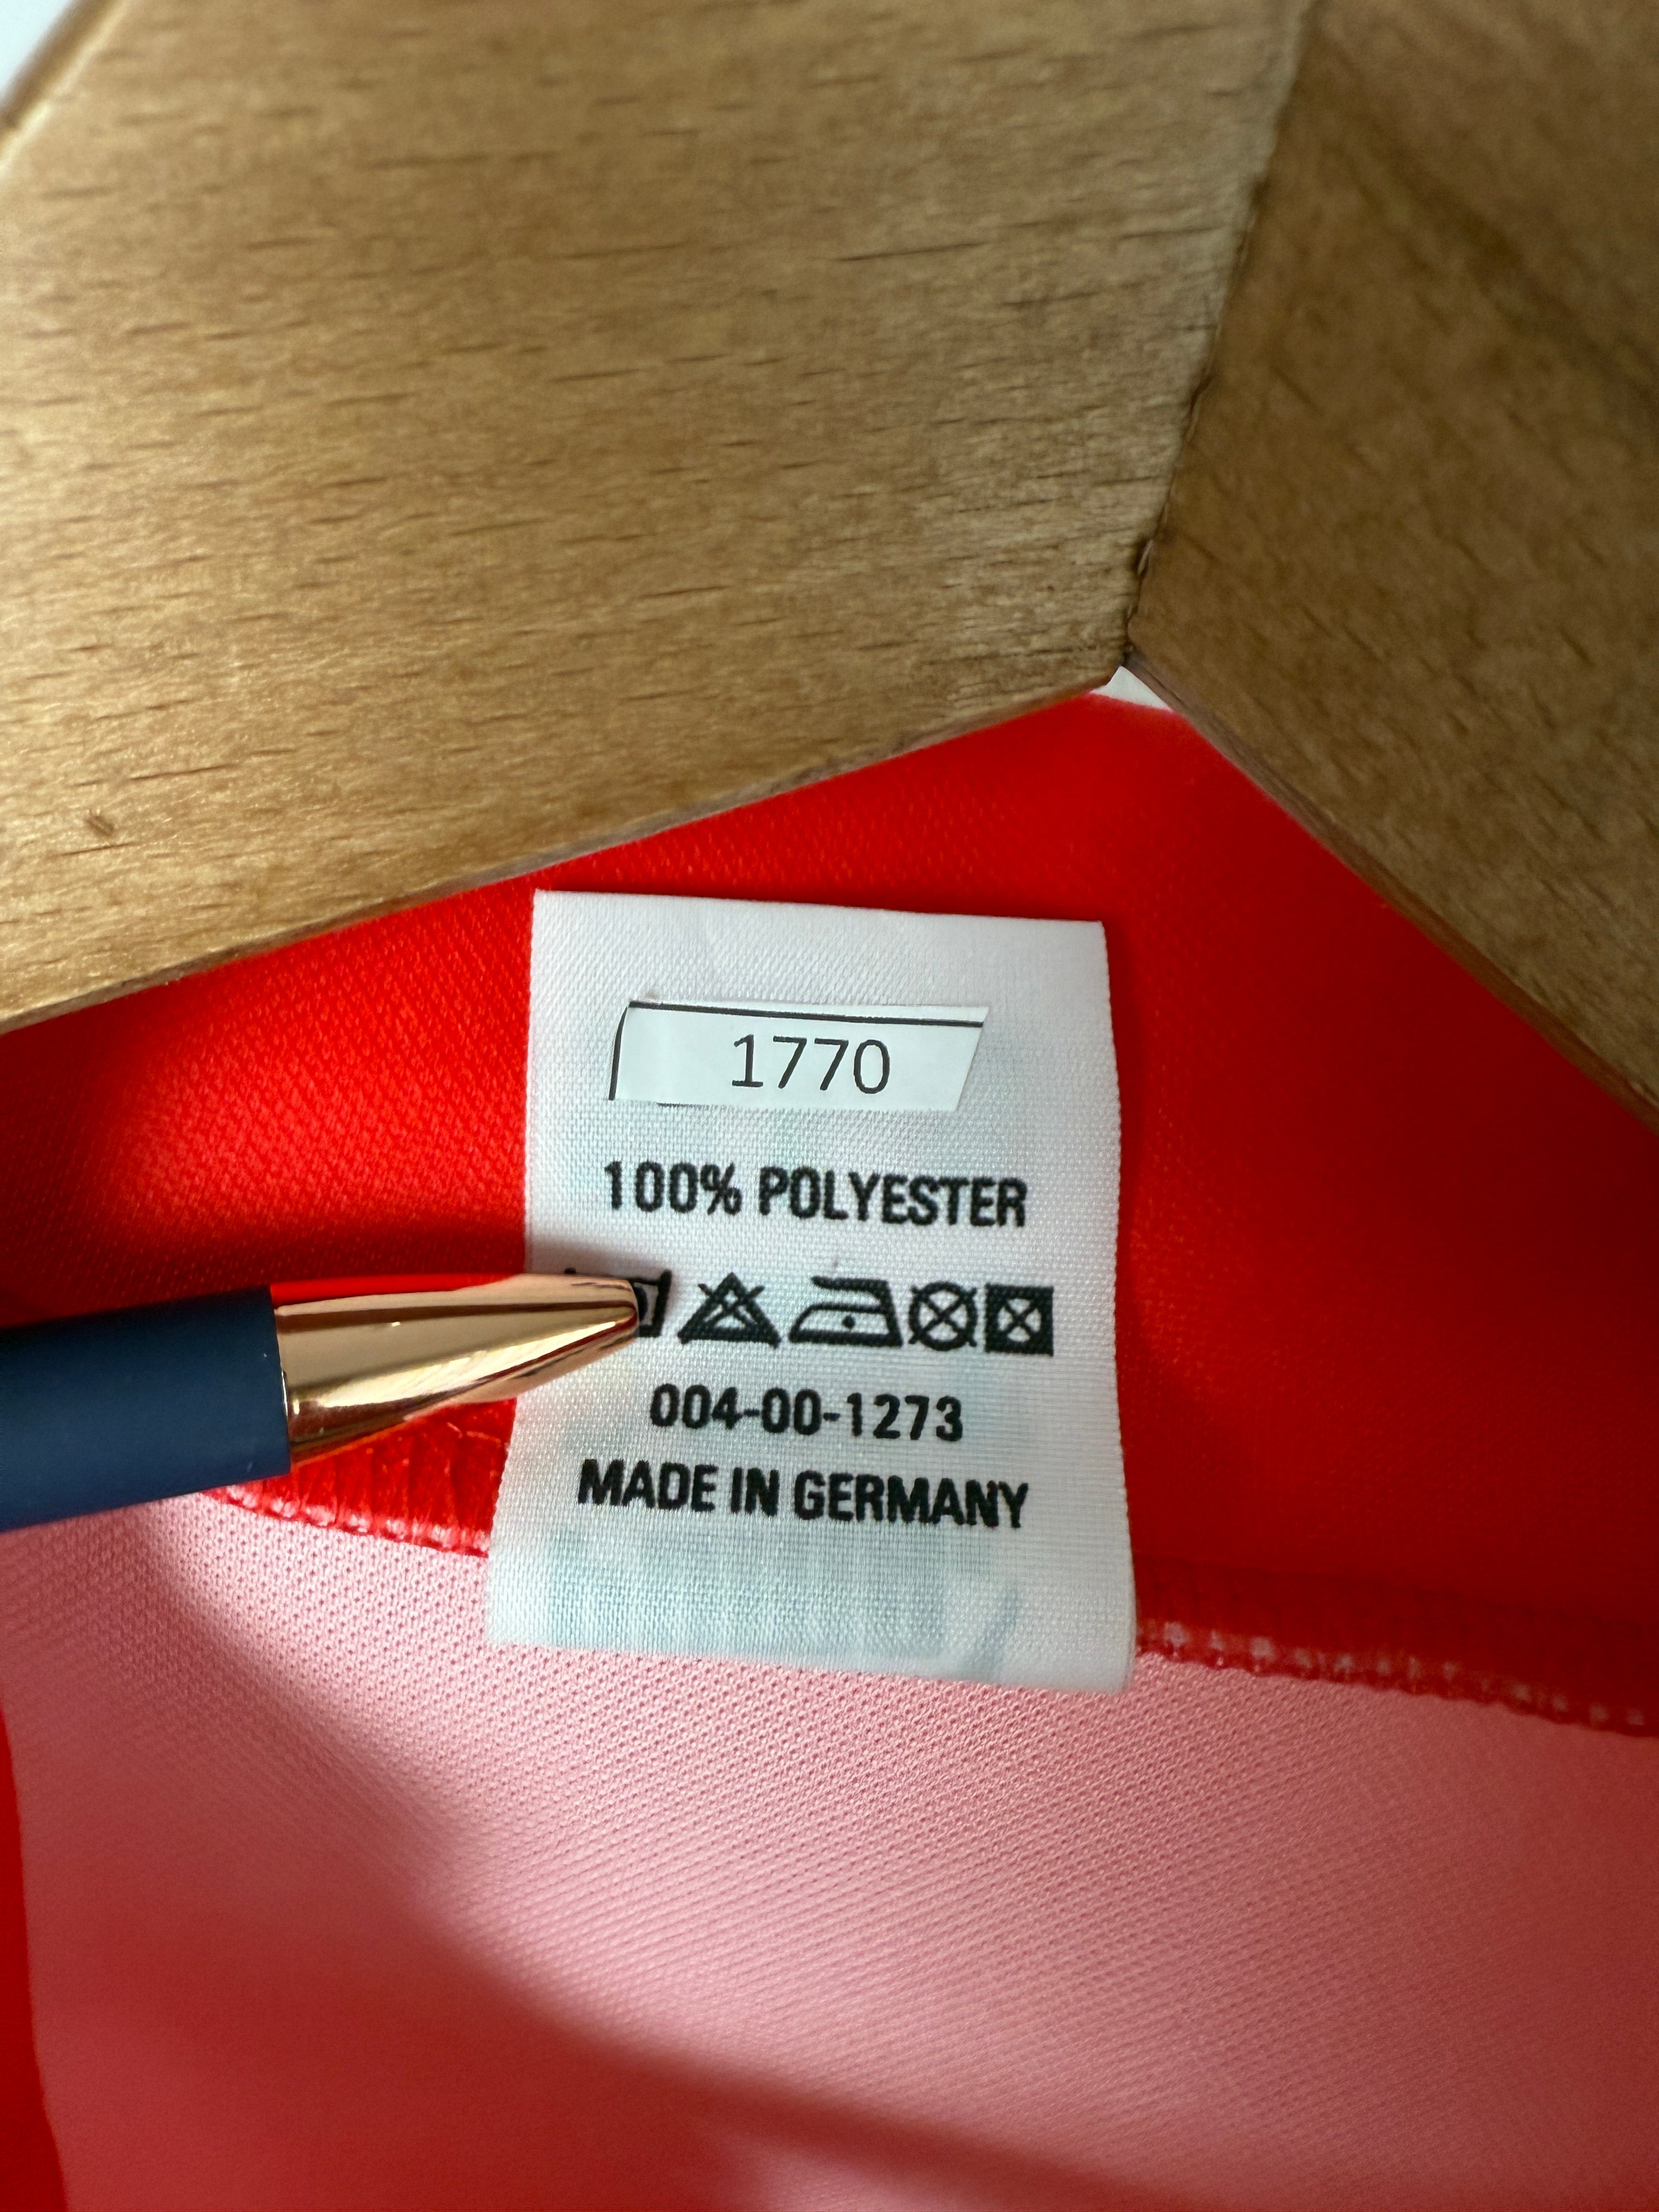 1770
100% POLYESTER
004-00-1273
MADE IN GERMANY